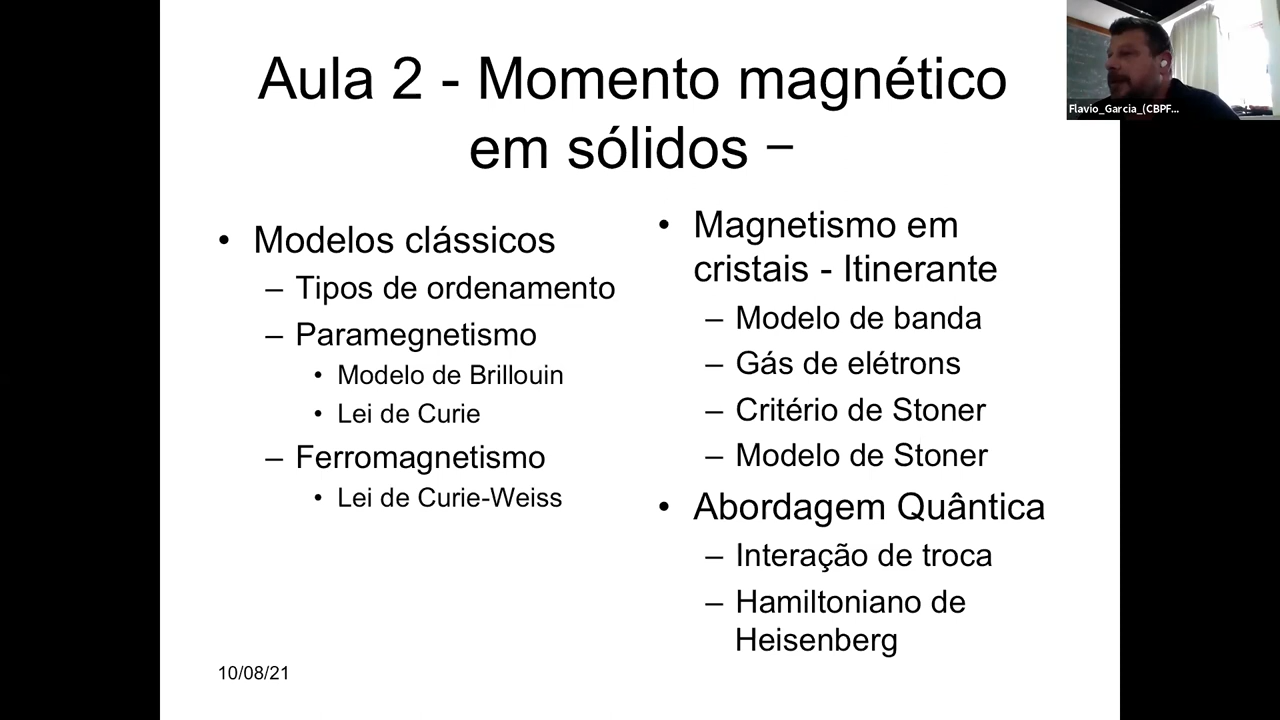 Aula 2 - Momento magnético
em sólidos –
• Modelos clássicos
– Tipos de ordenamento
– Paramegnetismo
• Modelo de Brillouin
• Lei de Curie
– Ferromagnetismo
• Lei de Curie-Weiss
• Magnetismo em
cristais - Itinerante
– Modelo de banda
– Gás de elétrons
– Critério de Stoner
– Modelo de Stoner
• Abordagem Quântica
– Interação de troca
– Hamiltoniano de
Heisenberg
10/08/21
Flavio_Garcia_(CBPF...